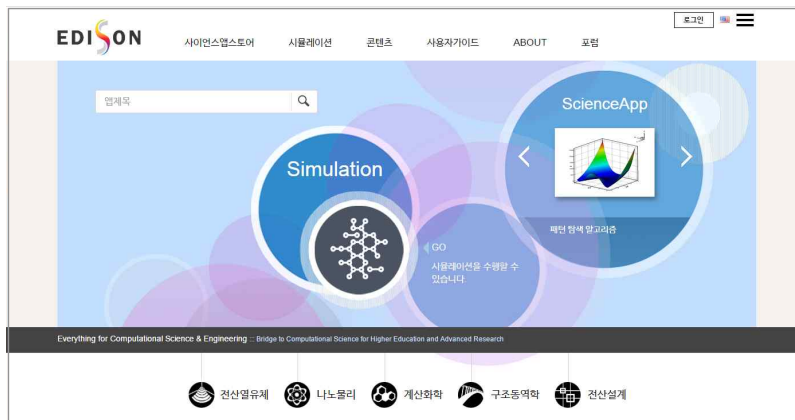 로그인
EDISON
사이언스앱스토어 시뮬레이션 콘텐츠 사용자가이드 ABOUT 포럼
앱제목
ScienceApp
Simulation
패턴 탐색 알고리즘
GO
시뮬레이션을 수행할 수
있습니다.
Everything for Computational Science & Engineering :: Bridge to Computational Science for Higher Education and Advanced Research
전산열유체 나노물리 계산화학 구조동역학 전산설계